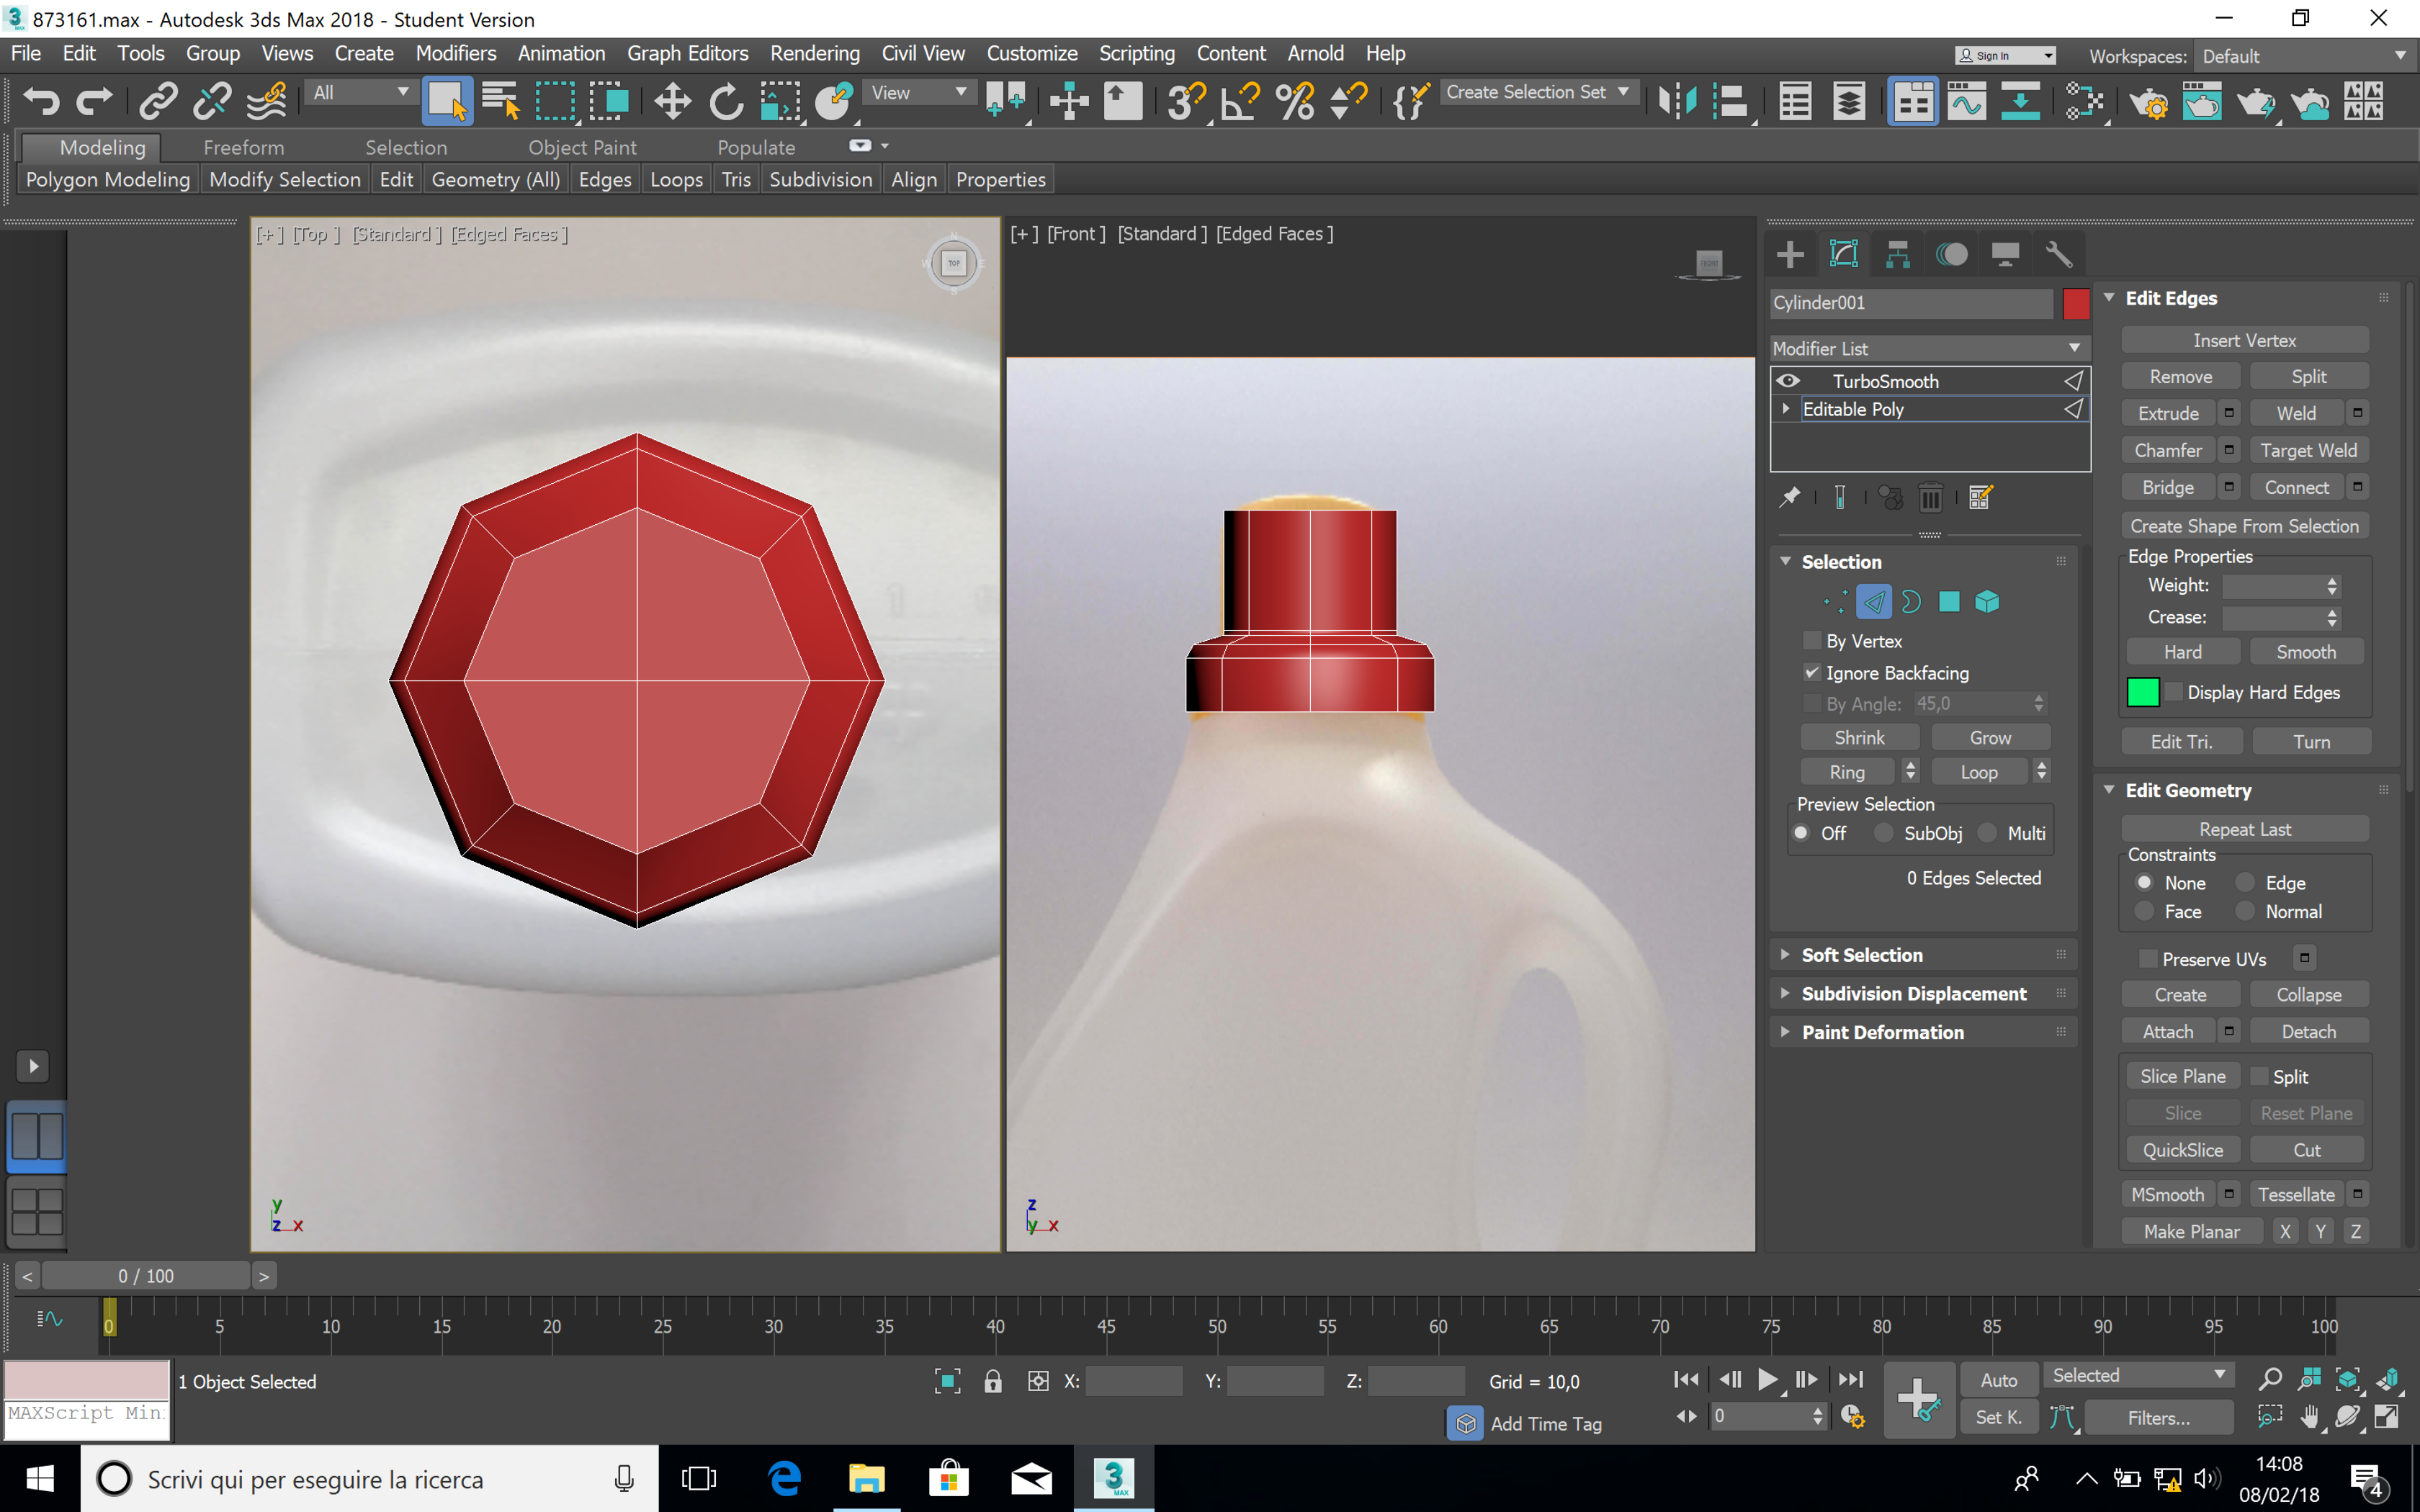 873161.max - Autodesk 3ds Max 2018 - Student Version
File Edit Tools Group Views Create Modifiers Animation Graph Editors Rendering Civil View Customize Scripting Content Arnold Help
Sign In Workspaces: Default
All View Create Selection Set
Modeling Freeform Selection Object Paint Populate
Polygon Modeling Modify Selection Edit Geometry (All) Edges Loops Tris Subdivision Align Properties
[+] [Top ] [Standard ] [Edged Faces ]
N
W TOP E
S
y
z x
[+] [Front ] [Standard ] [Edged Faces ]
FRONT
z
y x
Cylinder001
Modifier List
TurboSmooth
Editable Poly
Selection
By Vertex
Ignore Backfacing
By Angle: 45,0
Shrink Grow
Ring Loop
Preview Selection
Off SubObj Multi
0 Edges Selected
Soft Selection
Subdivision Displacement
Paint Deformation
Edit Edges
Insert Vertex
Remove Split
Extrude Weld
Chamfer Target Weld
Bridge Connect
Create Shape From Selection
Edge Properties
Weight:
Crease:
Hard Smooth
Display Hard Edges
Edit Tri. Turn
Edit Geometry
Repeat Last
Constraints
None Edge
Face Normal
Preserve UVs
Create Collapse
Attach Detach
Slice Plane Split
Slice Reset Plane
QuickSlice Cut
MSmooth Tessellate
Make Planar X Y Z
< 0 / 100 >
0 5 10 15 20 25 30 35 40 45 50 55 60 65 70 75 80 85 90 95 100
1 Object Selected X: Y: Z: Grid = 10,0 Auto Selected
MAXScript Min: Add Time Tag 0 Set K. Filters...
Scrivi qui per eseguire la ricerca
3 MAX
14:08
08/02/18
4